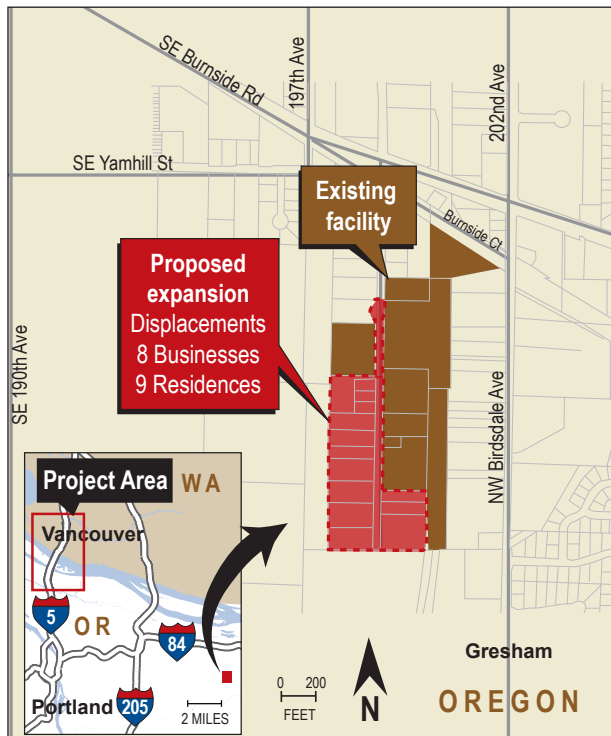 SE Burnside Rd
197th Ave
202nd Ave
SE Yamhill St
Existing
facility
Burnside Ct
Proposed
expansion
Displacements
8 Businesses
9 Residences
SE 190th Ave
NW Birdsdale Ave
Project Area
WA
Vancouver
5
OR
84
Portland
205
2 MILES
0 200
FEET
N
Gresham
OREGON